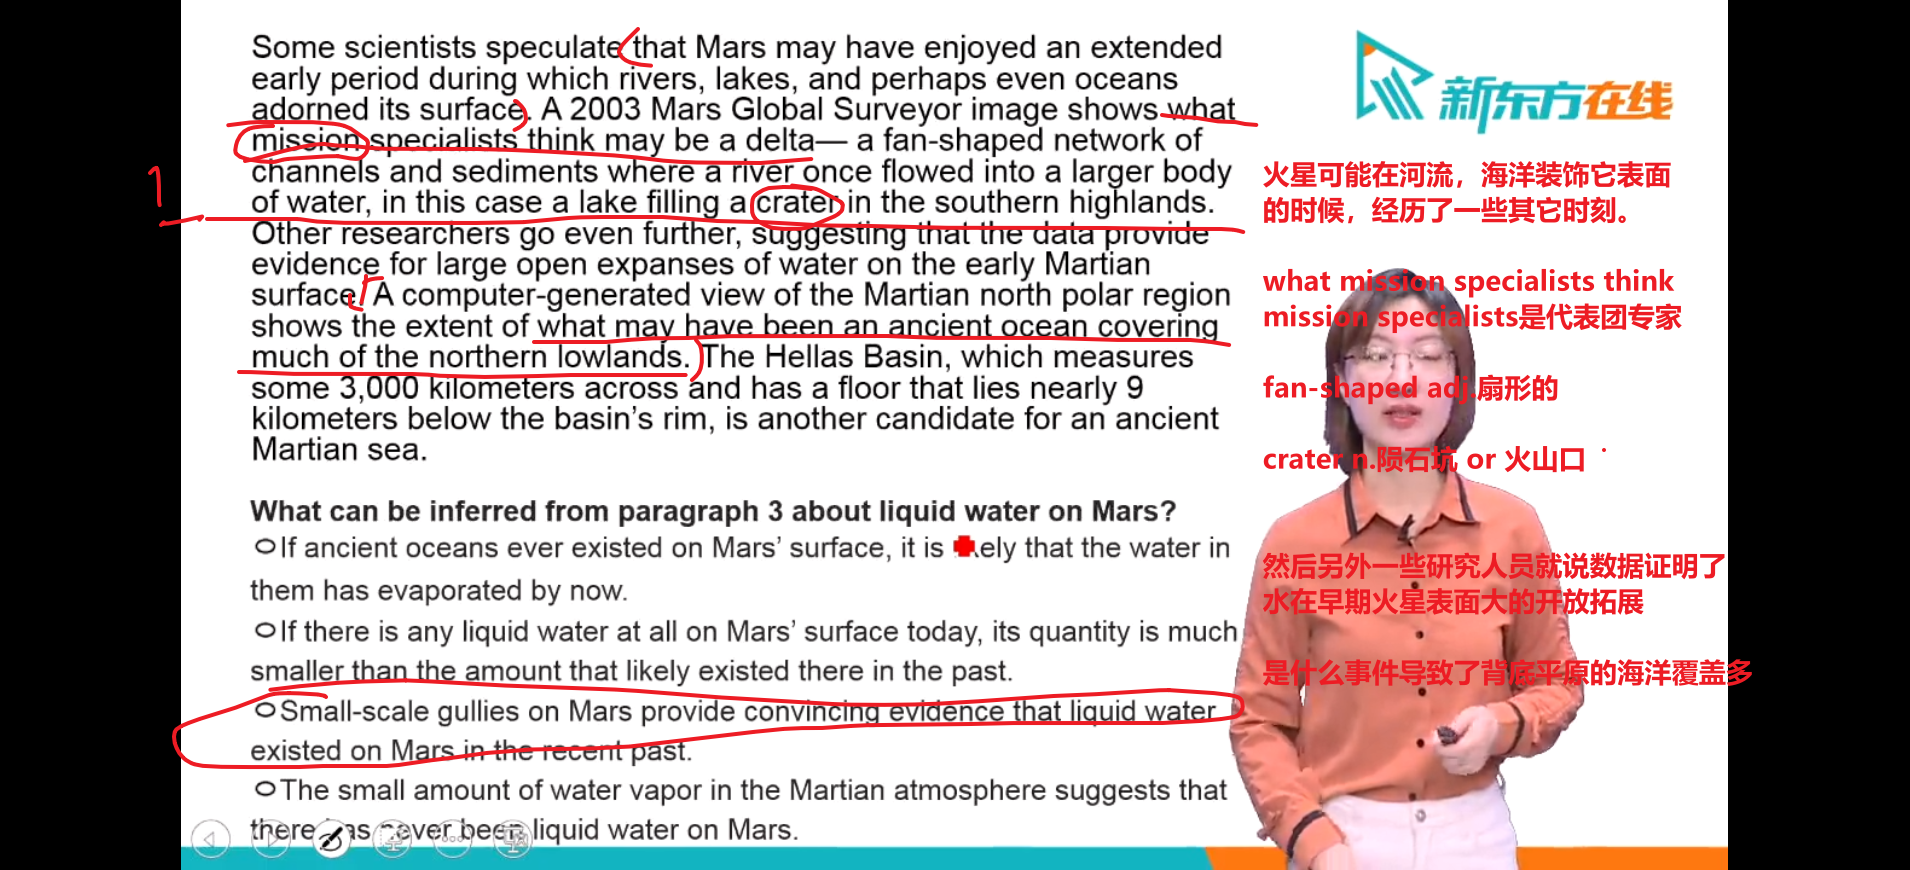 Some scientists speculate that Mars may have enjoyed an extended
early period during which rivers, lakes, and perhaps even oceans
adorned its surface. A 2003 Mars Global Surveyor image shows what
mission specialists think may be a delta— a fan-shaped network of
channels and sediments where a river once flowed into a larger body
of water, in this case a lake filling a crater in the southern highlands.
Other researchers go even further, suggesting that the data provide
evidence for large open expanses of water on the early Martian
surface. A computer-generated view of the Martian north polar region
shows the extent of what may have been an ancient ocean covering
much of the northern lowlands. The Hellas Basin, which measures
some 3,000 kilometers across and has a floor that lies nearly 9
kilometers below the basin’s rim, is another candidate for an ancient
Martian sea.
1
What can be inferred from paragraph 3 about liquid water on Mars?
If ancient oceans ever existed on Mars’ surface, it is ely that the water in
them has evaporated by now.
If there is any liquid water at all on Mars’ surface today, its quantity is much
smaller than the amount that likely existed there in the past.
Small-scale gullies on Mars provide convincing evidence that liquid water
existed on Mars in the recent past.
The small amount of water vapor in the Martian atmosphere suggests that
there has never been liquid water on Mars.
新东方在线
火星可能在河流，海洋装饰它表面
的时候，经历了一些其它时刻。
what mission specialists think
mission specialists是代表团专家
fan-shaped adj.扇形的
crater n.陨石坑 or 火山口
然后另外一些研究人员就说数据证明了
水在早期火星表面大的开放拓展
是什么事件导致了背底平原的海洋覆盖多